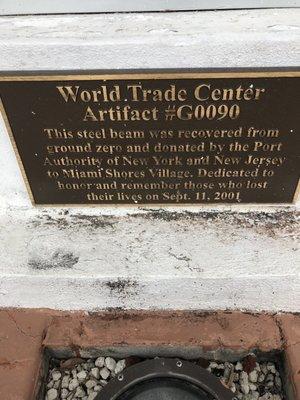 World Trade Center
Artifact #G0090
This steel beam was recovered from
ground zero and donated by the Port
Authority of New York and New Jersey
to Miami Shores Village. Dedicated to
honor and remember those who lost
their lives on Sept. 11, 2001